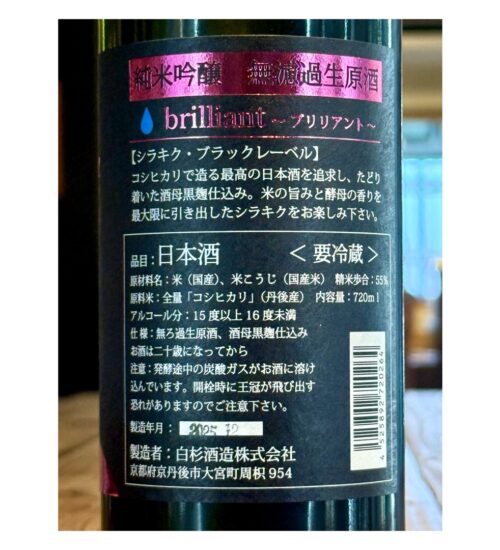 純米吟醸 無濾過生原酒
brilliant ～ブリリアント～
【シラキク・ブラックレーベル】
コシヒカリで造る最高の日本酒を追求し、たどり
着いた酒母黒麹仕込み。米の旨みと酵母の香りを
最大限に引き出したシラキクをお楽しみ下さい。
品目：日本酒 ＜要冷蔵＞
原材料名：米（国産）、米こうじ（国産米） 精米歩合：55%
原料米：全量「コシヒカリ」（丹後産） 内容量：720ml
アルコール分：15度以上16度未満
仕様：無ろ過生原酒、酒母黒麹仕込み
お酒は二十歳になってから
注意：発酵途中の炭酸ガスがお酒に溶け
込んでいます。開栓時に王冠が飛び出す
恐れがありますのでご注意下さい。
製造年月：2025 12
製造者：白杉酒造株式会社
京都府京丹後市大宮町周枳 954
4525892720264